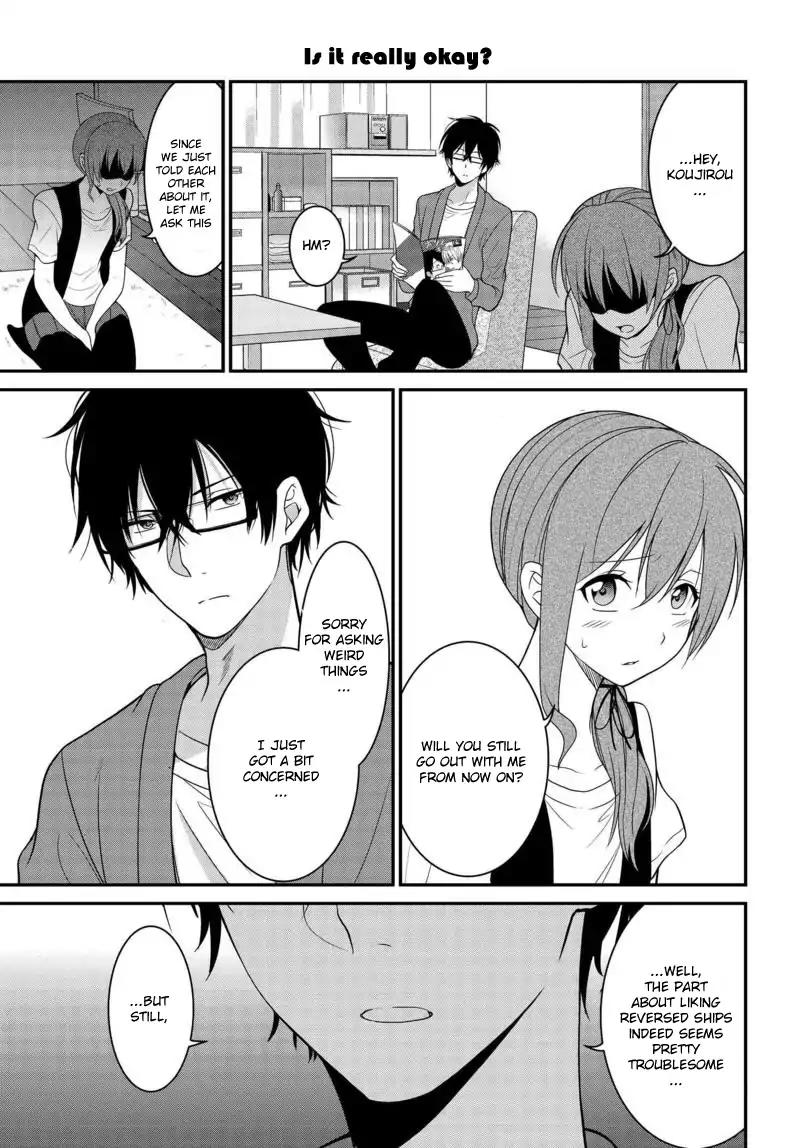 Is it really okay?
...HEY,
KOUJIROU
...
HM?
SINCE
WE JUST
TOLD EACH
OTHER
ABOUT IT,
LET ME
ASK THIS
WILL YOU STILL
GO OUT WITH ME
FROM NOW ON?
SORRY
FOR ASKING
WEIRD
THINGS
...
I JUST
GOT A BIT
CONCERNED
...
...WELL,
THE PART
ABOUT LIKING
REVERSED SHIPS
INDEED SEEMS
PRETTY
TROUBLESOME
...
...BUT
STILL,